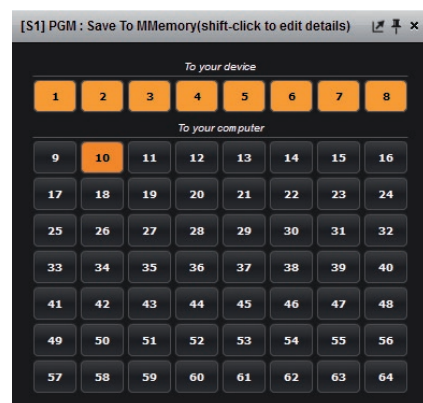 [S1] PGM : Save To MMemory(shift-click to edit details)
To your device
1 2 3 4 5 6 7 8
To your computer
9 10 11 12 13 14 15 16
17 18 19 20 21 22 23 24
25 26 27 28 29 30 31 32
33 34 35 36 37 38 39 40
41 42 43 44 45 46 47 48
49 50 51 52 53 54 55 56
57 58 59 60 61 62 63 64